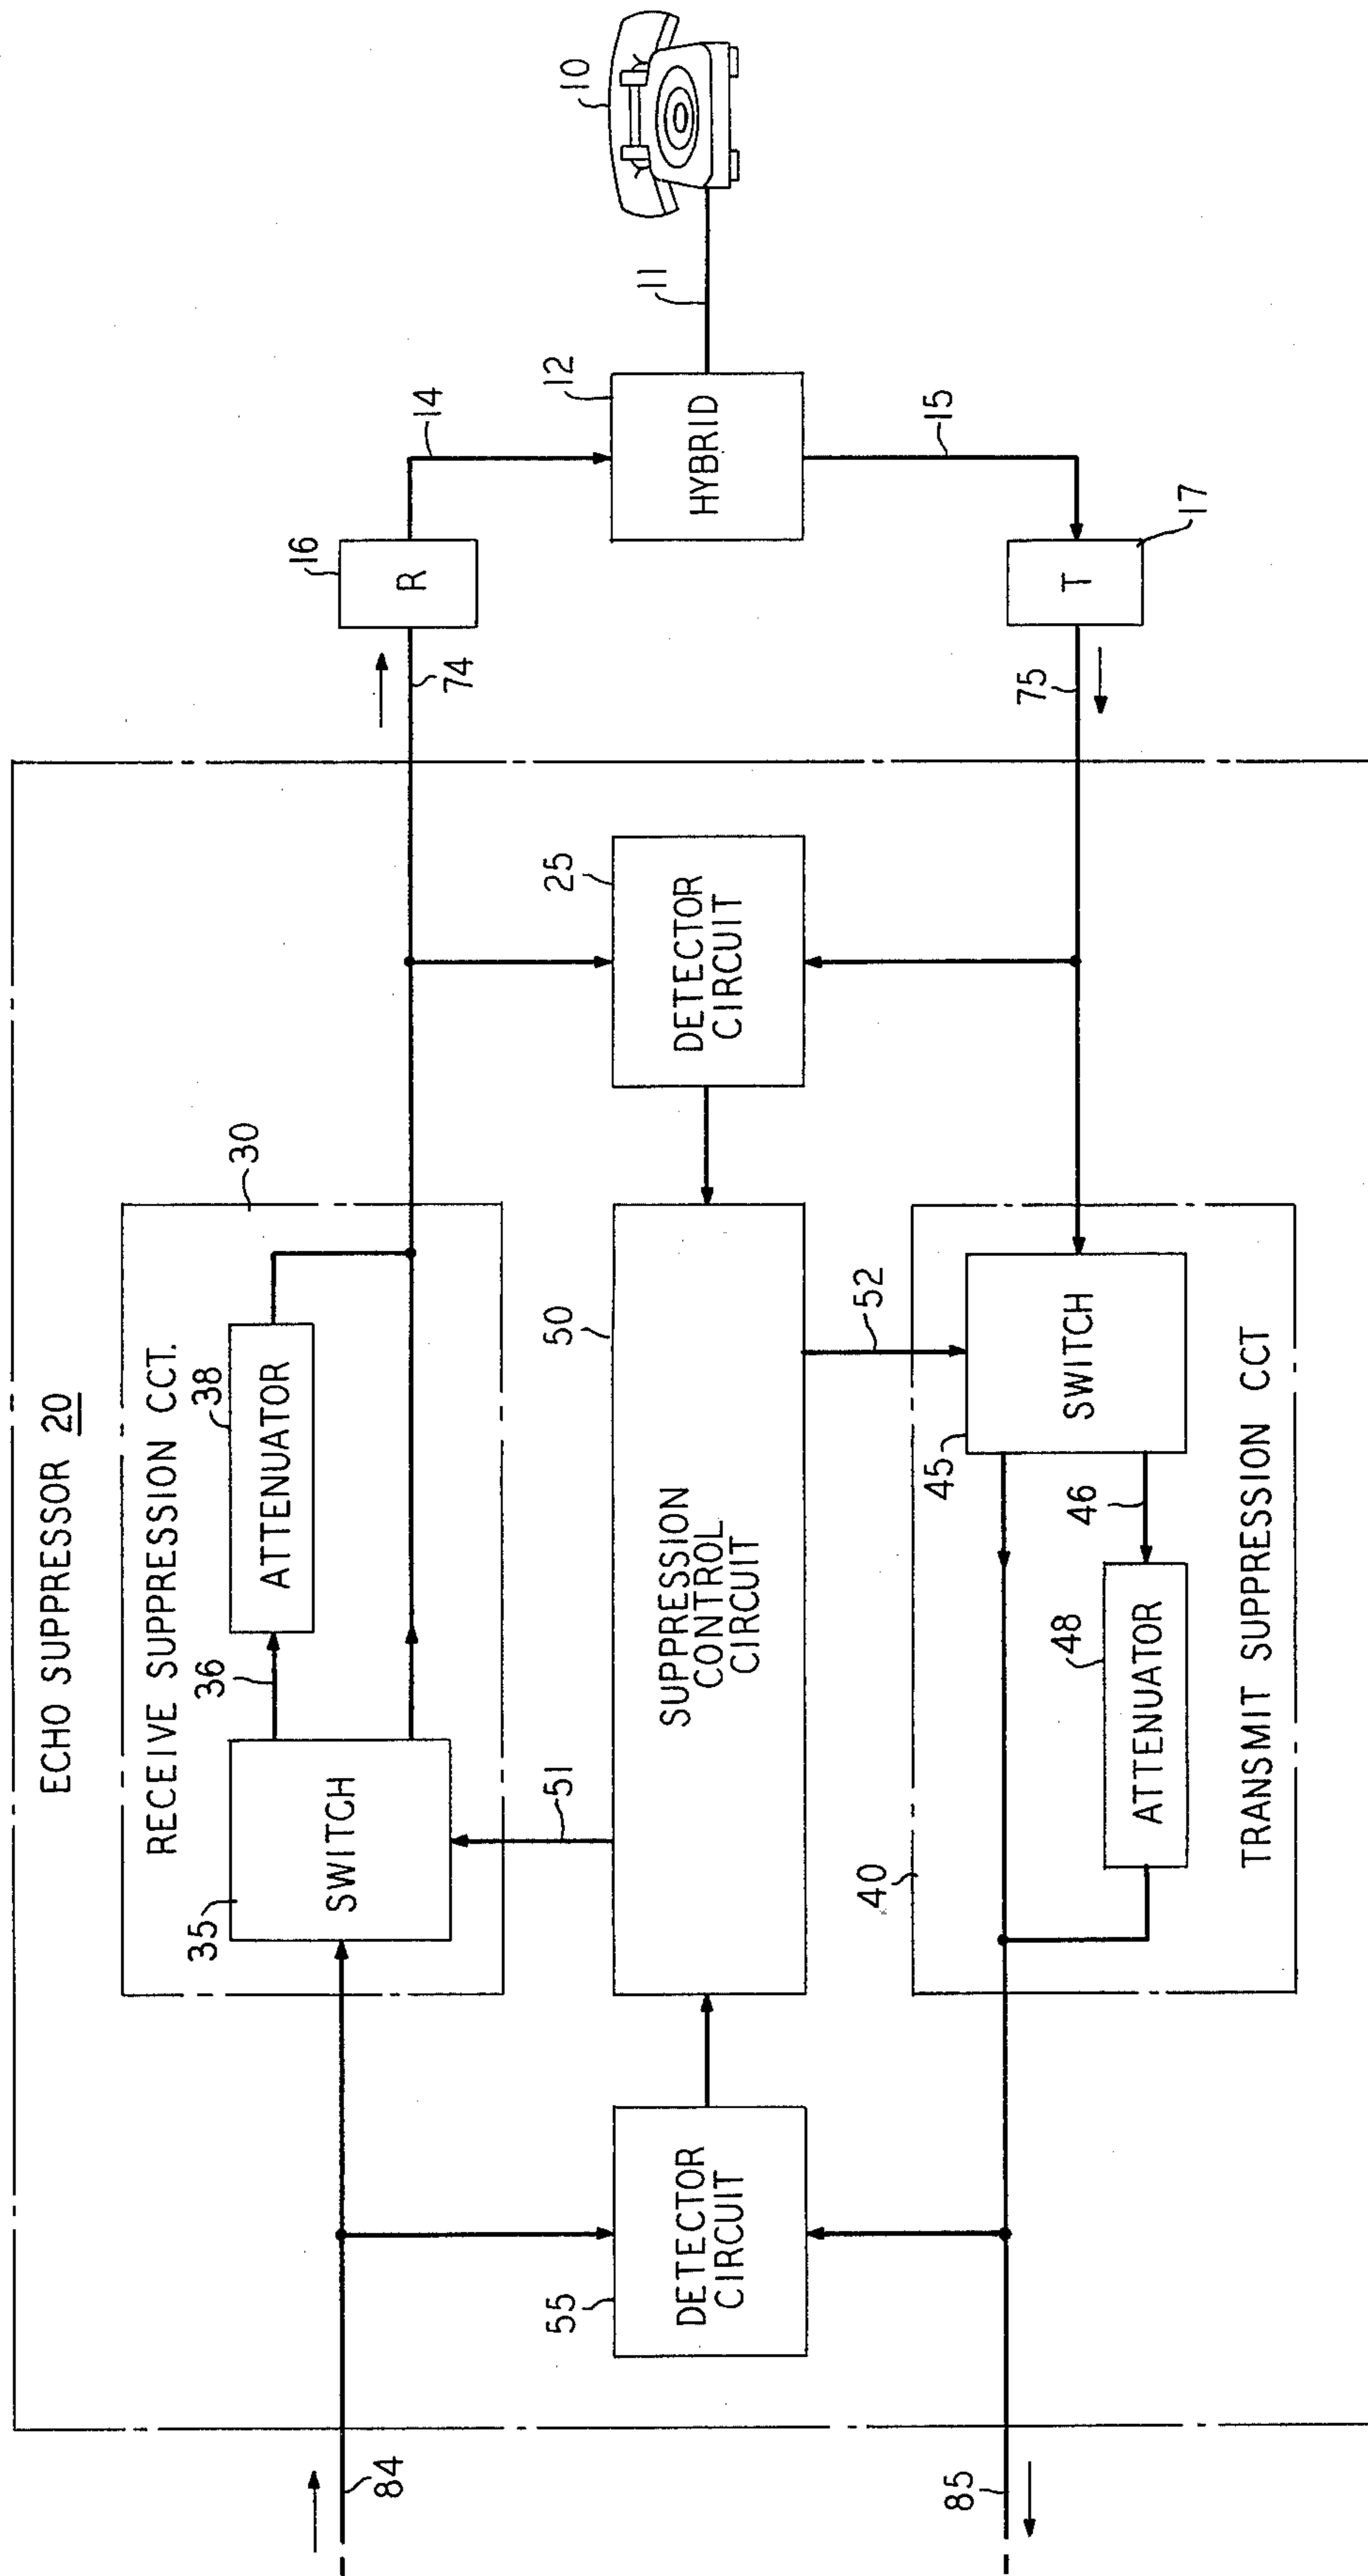 ECHO SUPPRESSOR 20
RECEIVE SUPPRESSION CCT.
30
35
SWITCH
36
38
ATTENUATOR
84
74
16
R
14
10
11
12
HYBRID
15
17
T
75
55
DETECTOR
CIRCUIT
51
50
SUPPRESSION
CONTROL
CIRCUIT
52
25
DETECTOR
CIRCUIT
40
45
SWITCH
46
48
ATTENUATOR
TRANSMIT SUPPRESSION CCT
85